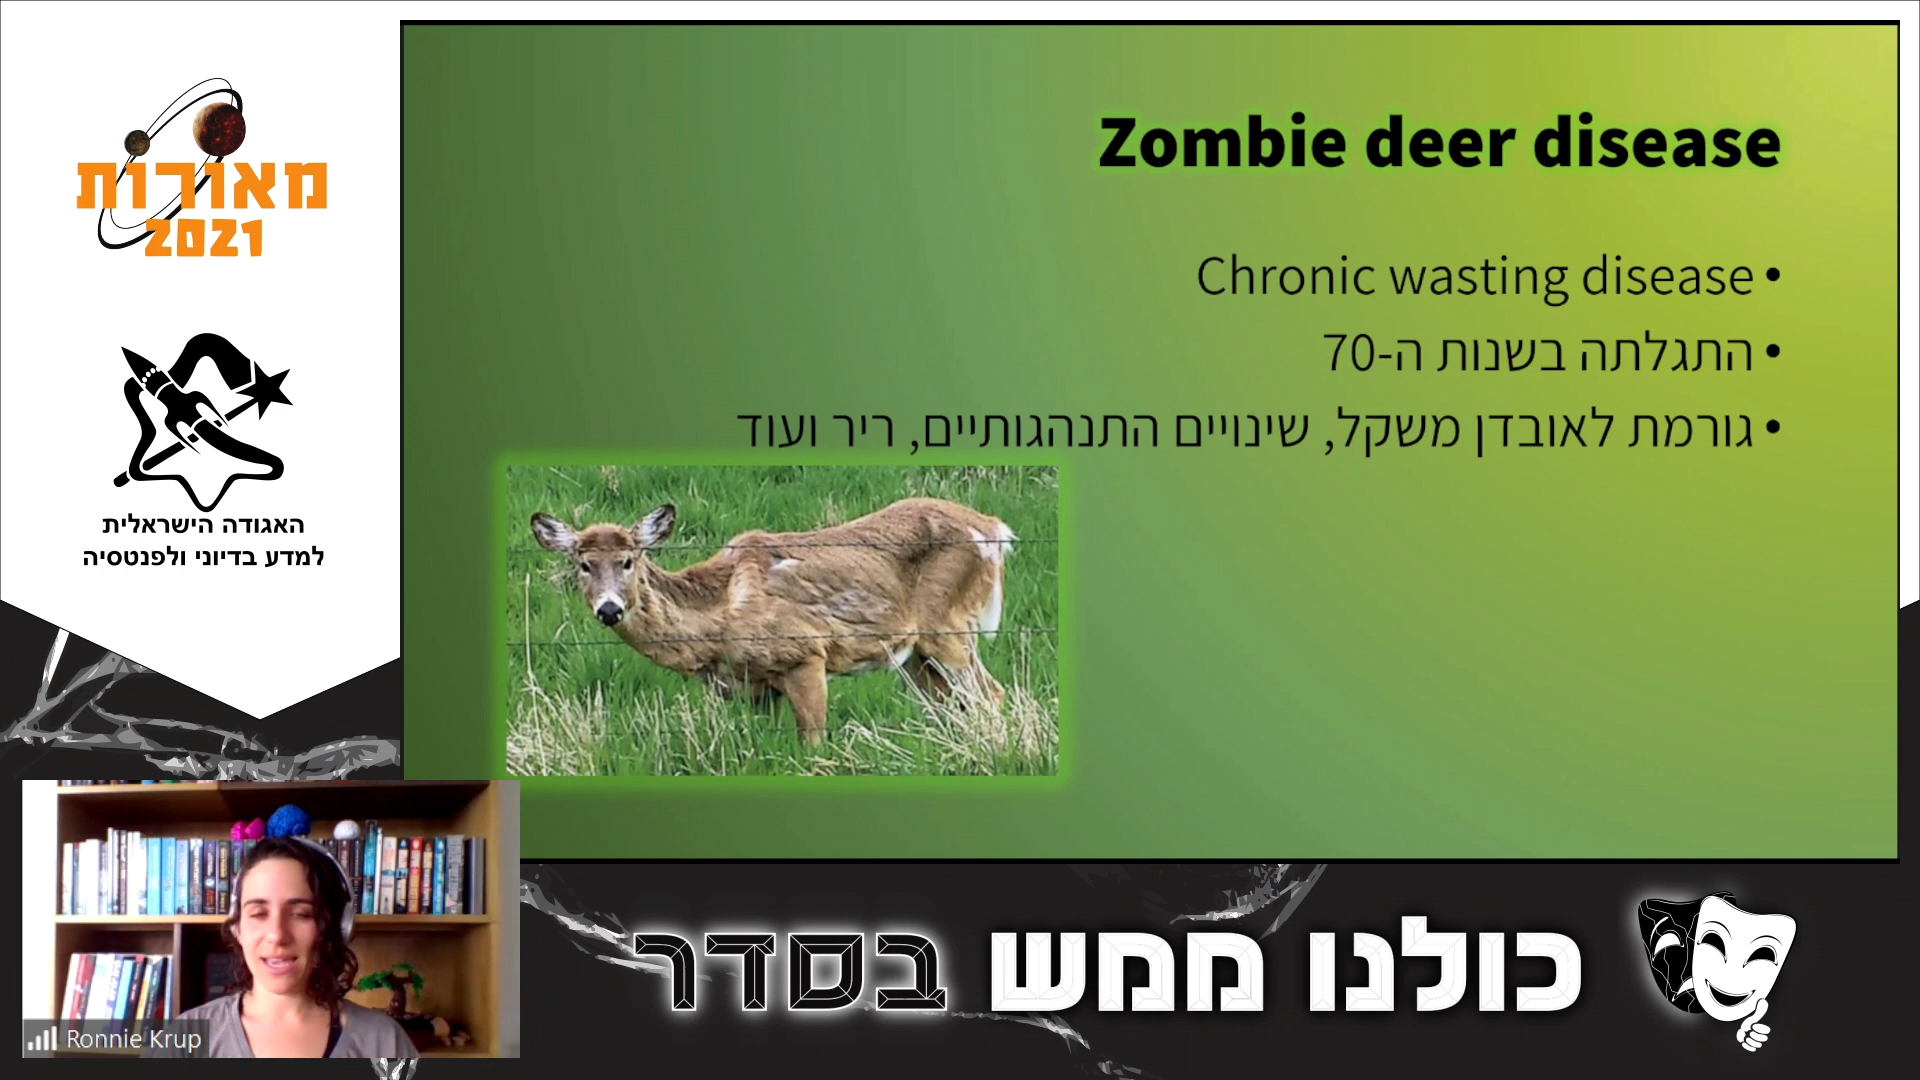 מאורות
2021
האגודה הישראלית
למדע בדיוני ולפנטסיה
Zombie deer disease
• Chronic wasting disease
• התגלתה בשנות ה-70
• גורמת לאובדן משקל, שינויים התנהגותיים, ריר ועוד
Ronnie Krup
כולנו ממש בסדר